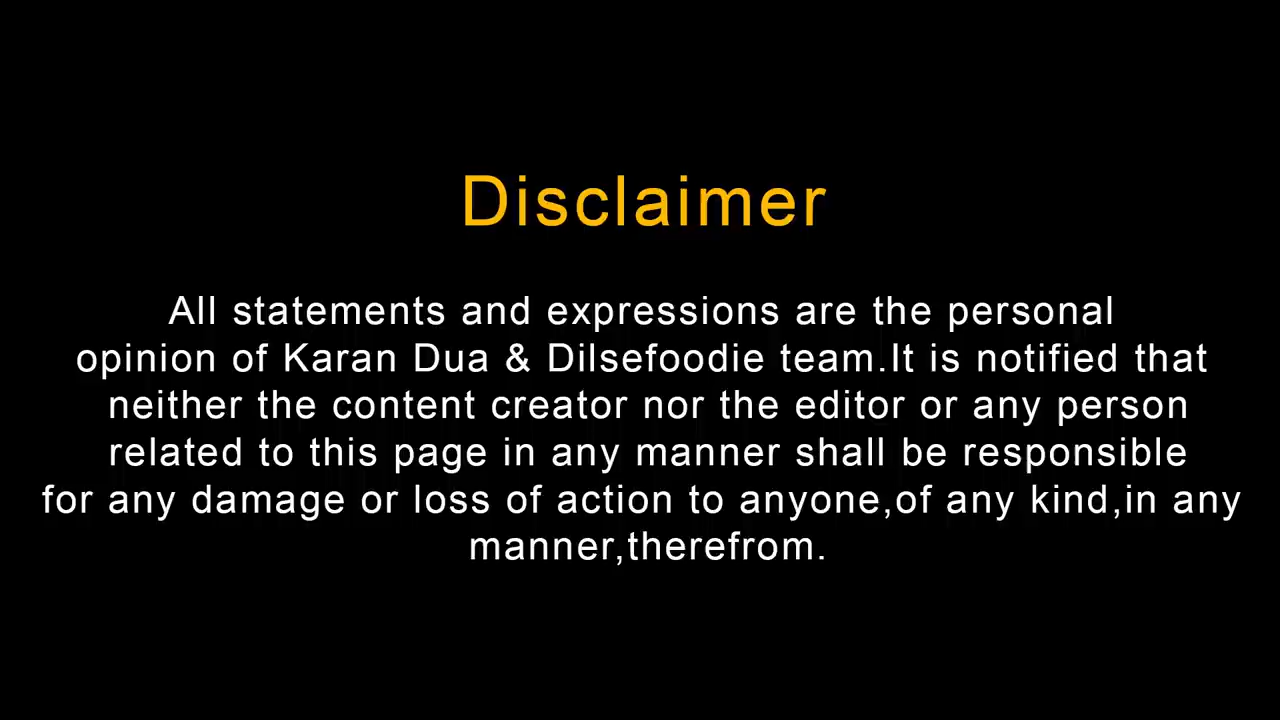 Disclaimer
All statements and expressions are the personal
opinion of Karan Dua & Dilsefoodie team.It is notified that
neither the content creator nor the editor or any person
related to this page in any manner shall be responsible
for any damage or loss of action to anyone,of any kind,in any
manner,therefrom.